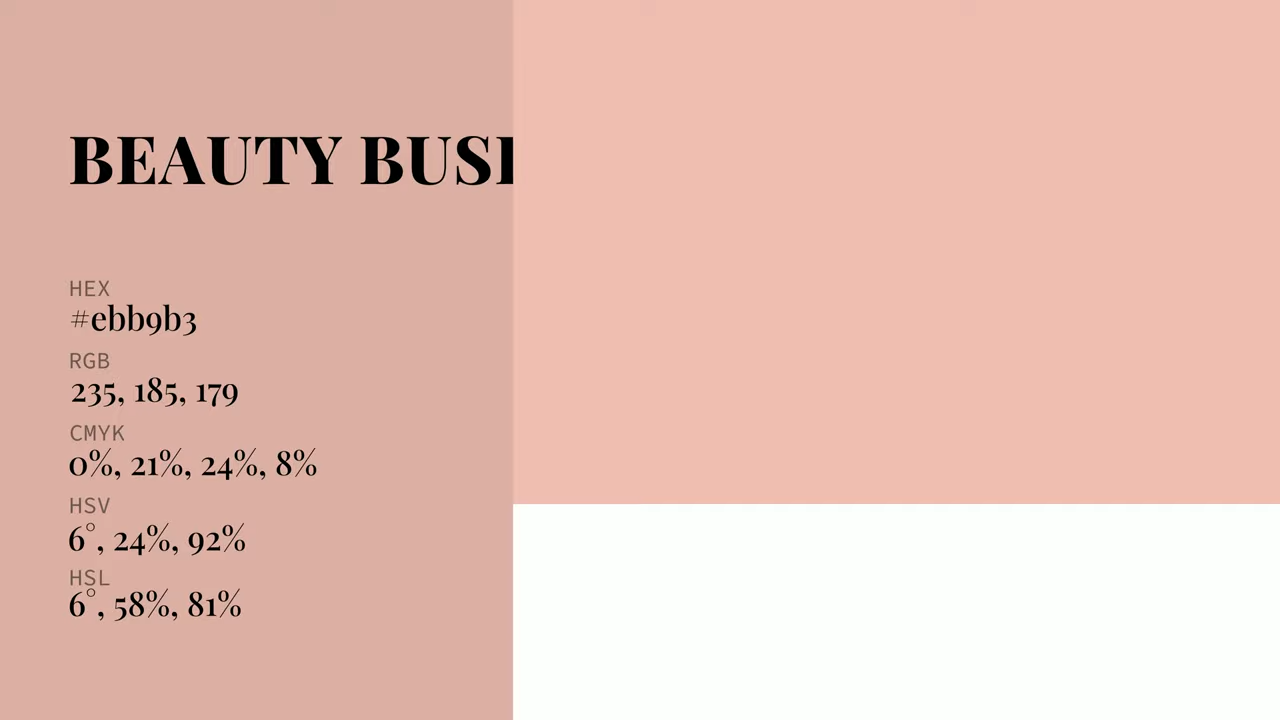 BEAUTY BUSI
HEX
#ebb9b3
RGB
235, 185, 179
CMYK
0%, 21%, 24%, 8%
HSV
6°, 24%, 92%
HSL
6°, 58%, 81%